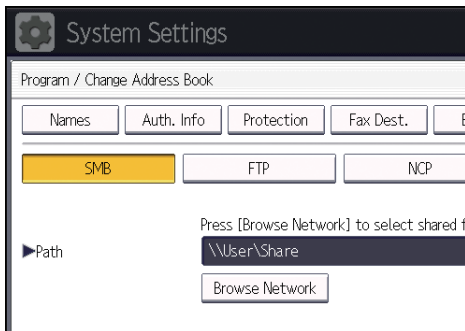 System Settings
Program / Change Address Book
Names Auth. Info Protection Fax Dest. E
SMB FTP NCP
Press [Browse Network] to select shared f
▶Path \\User\Share
Browse Network